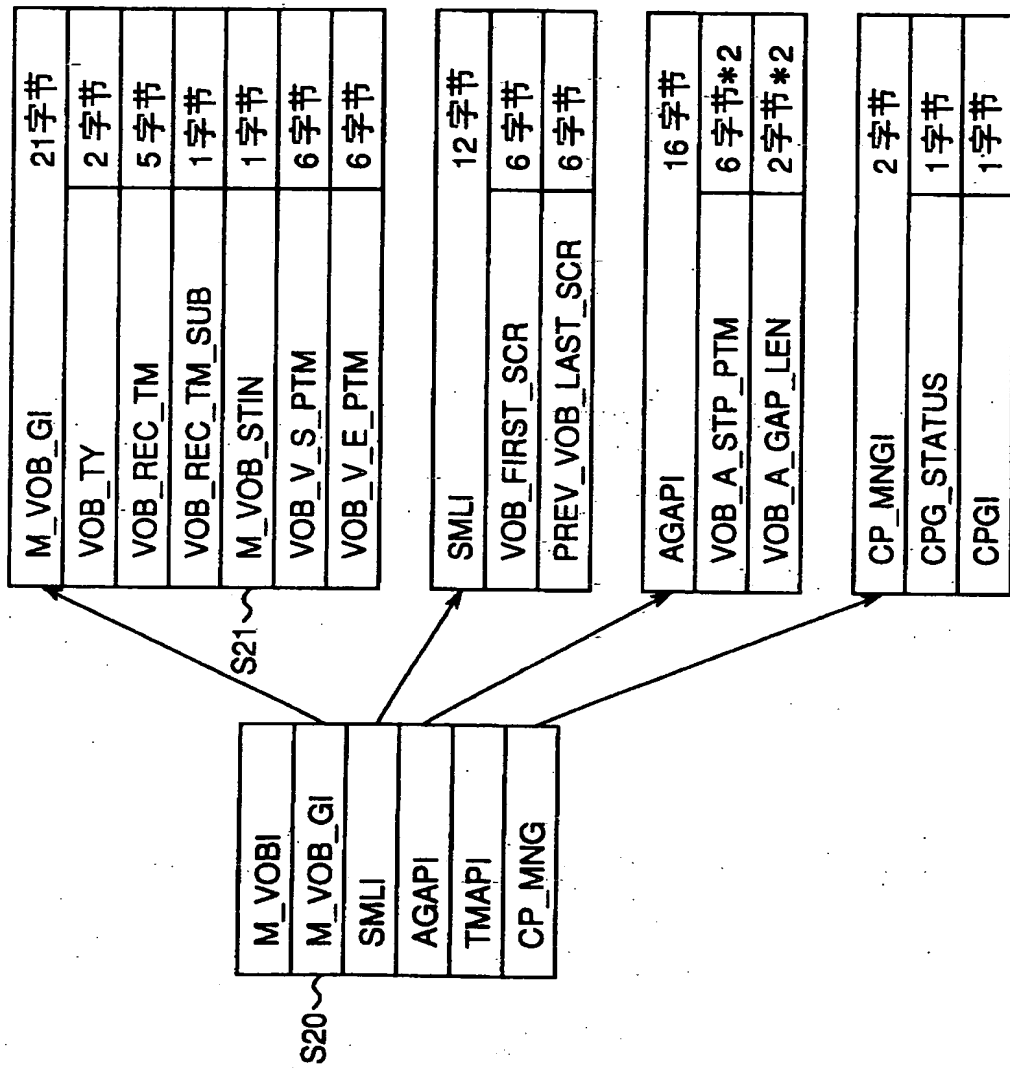 M_VOBI
M_VOB_GI
SMLI
AGAPI
TMAPI
CP_MNG
S20
M_VOB_GI 21字节
VOB_TY 2字节
VOB_REC_TM 5字节
VOB_REC_TM_SUB 1字节
M_VOB_STIN 1字节
VOB_V_S_PTM 6字节
VOB_V_E_PTM 6字节
S21
SMLI 12字节
VOB_FIRST_SCR 6字节
PREV_VOB_LAST_SCR 6字节
AGAPI 16字节
VOB_A_STP_PTM 6字节*2
VOB_A_GAP_LEN 2字节*2
CP_MNGI 2字节
CPG_STATUS 1字节
CPGI 1字节